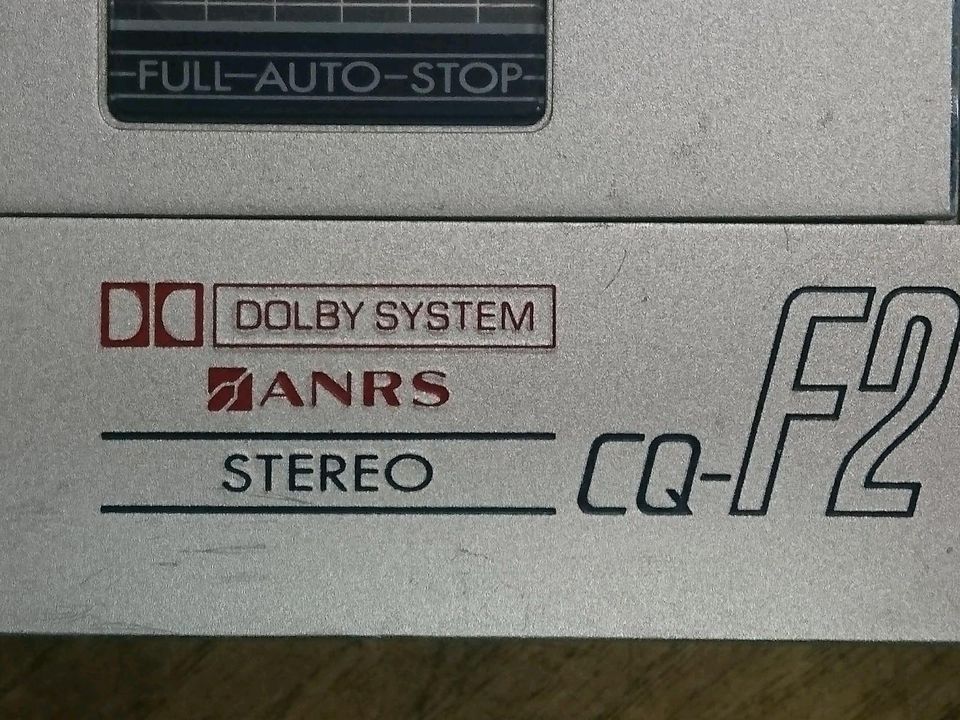 FULL-AUTO-STOP
DOLBY SYSTEM
ANRS
STEREO
CQ-F2